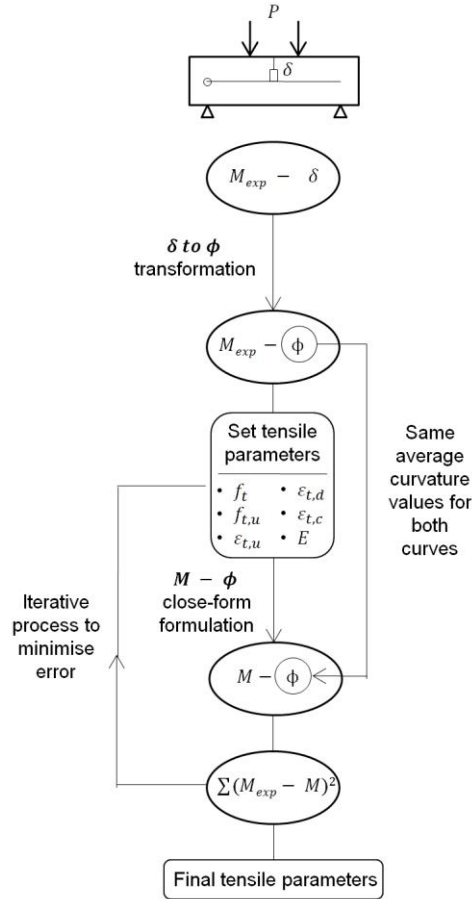 P
δ
M_exp − δ
δ to ϕ
transformation
M_exp − ϕ
Set tensile
parameters
• f_t • ε_t,d
• f_t,u • ε_t,c
• ε_t,u • E
Same
average
curvature
values for
both
curves
M − ϕ
close-form
formulation
Iterative
process to
minimise
error
M − ϕ
∑(M_exp − M)²
Final tensile parameters